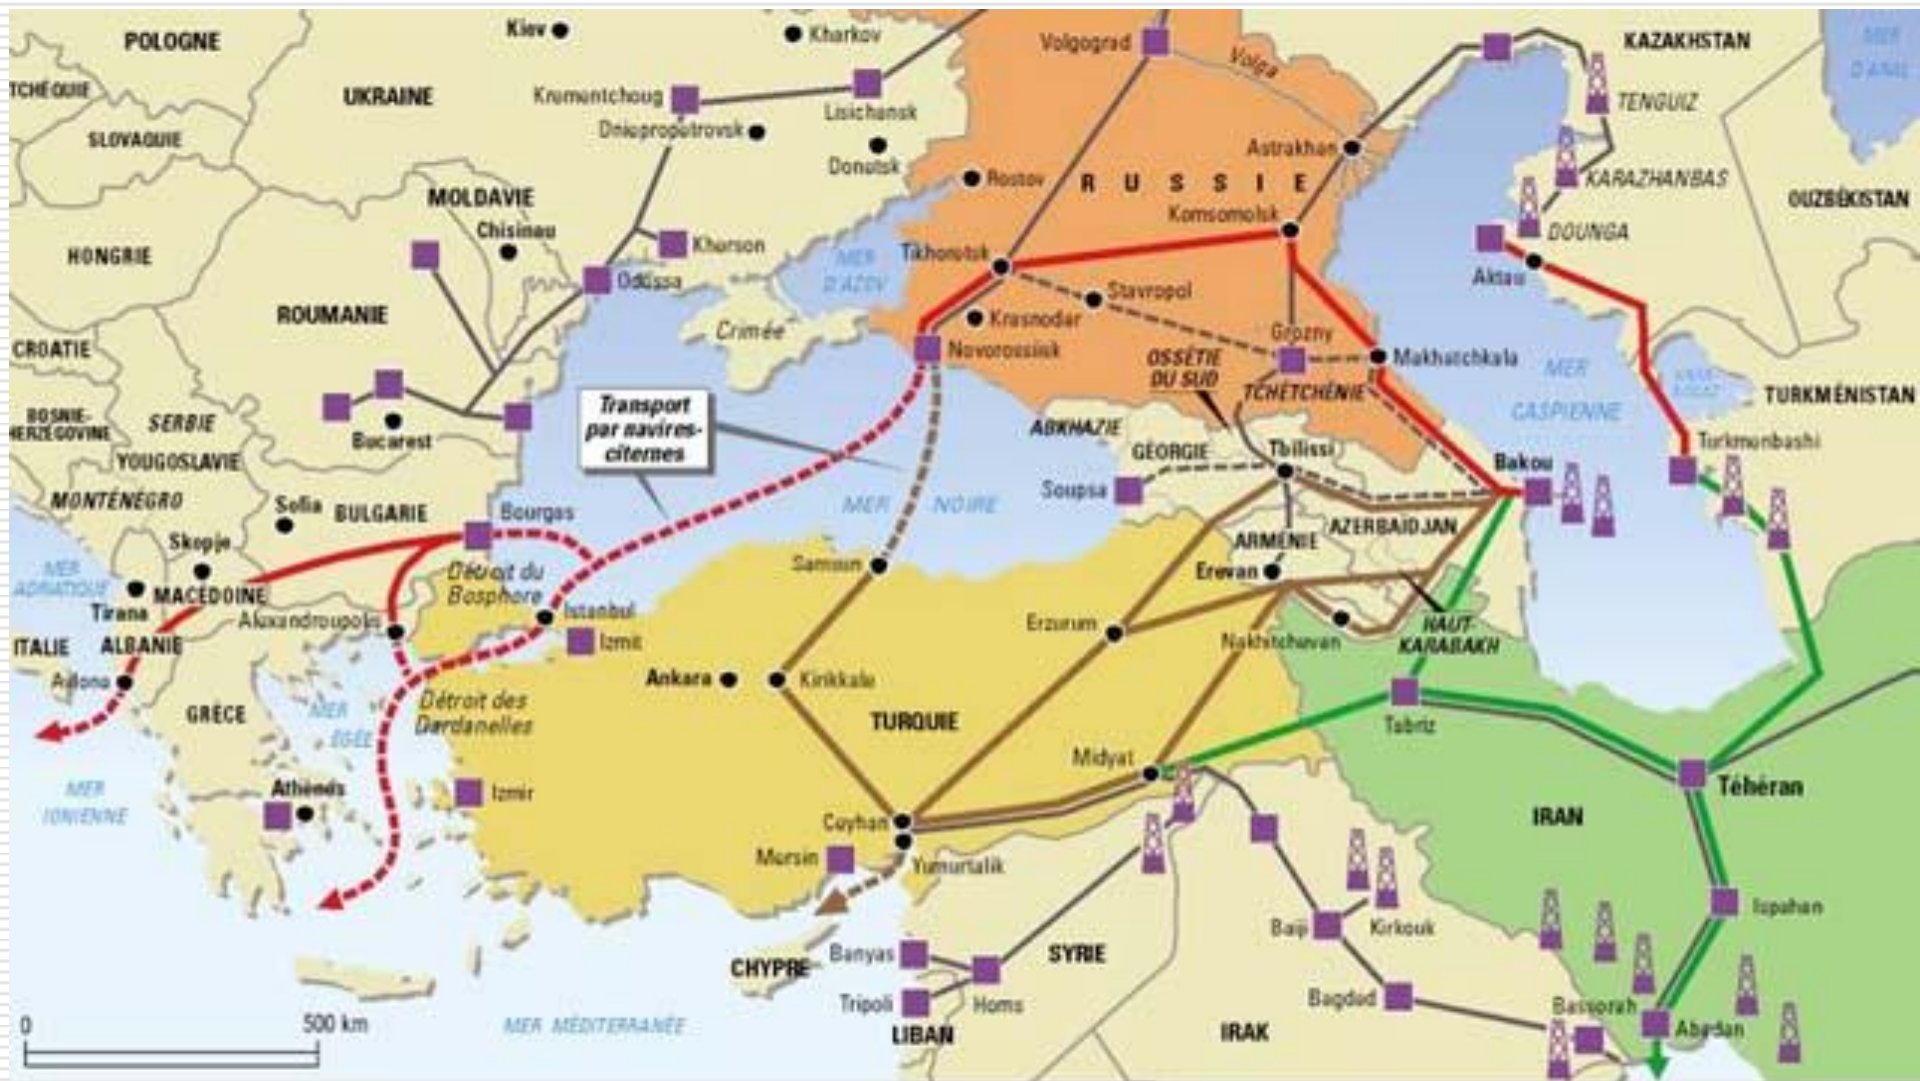 POLOGNE
Kiev
Kharkov
Volgograd
Volga
KAZAKHSTAN
MER
D'ARAL
TCHÉQUIE
UKRAINE
Krementchoug
Lisichansk
TENGUIZ
SLOVAQUIE
Dniepropetrovsk
Donetsk
Astrakhan
KARAZHANBAS
Rostov
RUSSIE
OUZBÉKISTAN
MOLDAVIE
Chisinau
Komsomolsk
DOUNGA
HONGRIE
Kherson
Tikhoretsk
MER
D'AZOV
Aktau
Odessa
Stavropol
ROUMANIE
Crimée
Krasnodar
Grozny
CROATIE
Novorossiisk
OSSÉTIE
DU SUD
Makhatchkala
MER
CASPIENNE
TCHÉTCHÉNIE
TURKMÉNISTAN
Transport
par navires-
citernes
BOSNIE-
HERZÉGOVINE
SERBIE
Bucarest
ABKHAZIE
GÉORGIE
Tbilissi
Turkmenbashi
YOUGOSLAVIE
Bakou
MONTÉNÉGRO
Sofia
BULGARIE
Bourgas
MER NOIRE
Soupsa
AZERBAÏDJAN
Skopje
ARMÉNIE
MER
ADRIATIQUE
Détroit du
Bosphore
Samsun
Erevan
MACÉDOINE
Tirana
Alexandroupolis
Istanbul
Erzurum
Nakhitchevan
HAUT-
KARABAKH
ITALIE
ALBANIE
Izmit
Ankara
Kirikkale
GRÈCE
MER
ÉGÉE
Détroit des
Dardanelles
TURQUIE
Tabriz
Midyat
Téhéran
MER
IONIENNE
Athènes
Izmir
Ceyhan
IRAN
Mersin
Yumurtalik
Ispahan
Baiji
Kirkouk
CHYPRE
Banyas
SYRIE
Tripoli
Homs
Bagdad
Bassorah
0
500 km
MER MÉDITERRANÉE
LIBAN
IRAK
Abadan